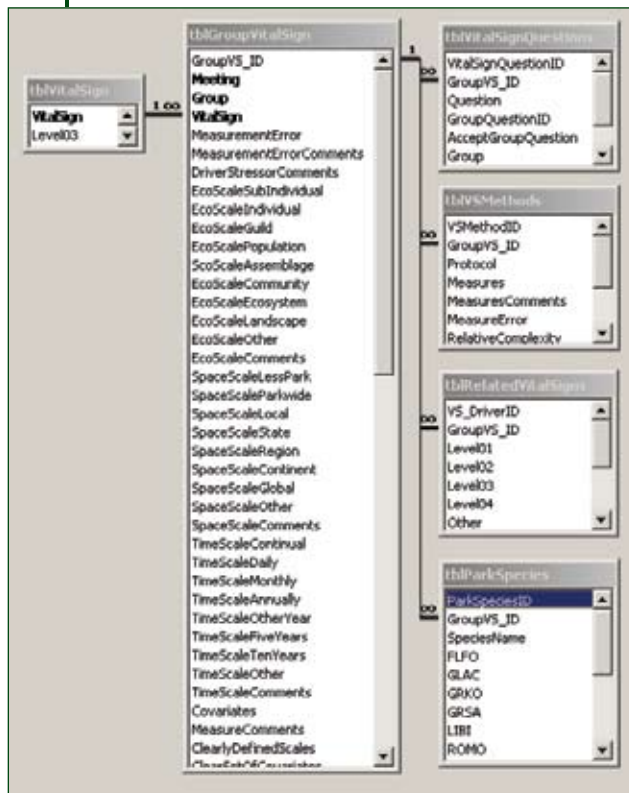 tblVitalSign
VitalSign
Level03
1 ∞
tblGroupVitalSign
GroupVS_ID
Meeting
Group
VitalSign
MeasurementError
MeasurementErrorComments
DriverStressorComments
EcoScaleSubIndividual
EcoScaleIndividual
EcoScaleGuild
EcoScalePopulation
ScoScaleAssemblage
EcoScaleCommunity
EcoScaleEcosystem
EcoScaleLandscape
EcoScaleOther
EcoScaleComments
SpaceScaleLessPark
SpaceScaleParkwide
SpaceScaleLocal
SpaceScaleState
SpaceScaleRegion
SpaceScaleContinent
SpaceScaleGlobal
SpaceScaleOther
SpaceScaleComments
TimeScaleContinual
TimeScaleDaily
TimeScaleMonthly
TimeScaleAnnually
TimeScaleOtherYear
TimeScaleFiveYears
TimeScaleTenYears
TimeScaleOther
TimeScaleComments
Covariates
MeasureComments
ClearlyDefinedScales
ClearSetOfCovariates
1
∞
∞
∞
∞
tblVitalSignQuestions
VitalSignQuestionID
GroupVS_ID
Question
GroupQuestionID
AcceptGroupQuestion
Group
tblVSMethods
VSMethodID
GroupVS_ID
Protocol
Measures
MeasuresComments
MeasureError
RelativeComplexity
tblRelatedVitalSigns
VS_DriverID
GroupVS_ID
Level01
Level02
Level03
Level04
Other
tblParkSpecies
ParkSpeciesID
GroupVS_ID
SpeciesName
FLFO
GLAC
GRKO
GRSA
LIBI
ROMO